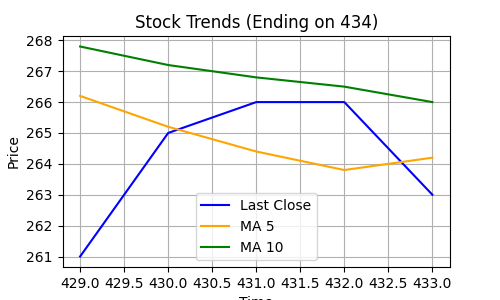 Stock Trends (Ending on 434)
268
267
266
265
264
263
262
261
Price
Last Close
MA 5
MA 10
429.0 429.5 430.0 430.5 431.0 431.5 432.0 432.5 433.0
Time